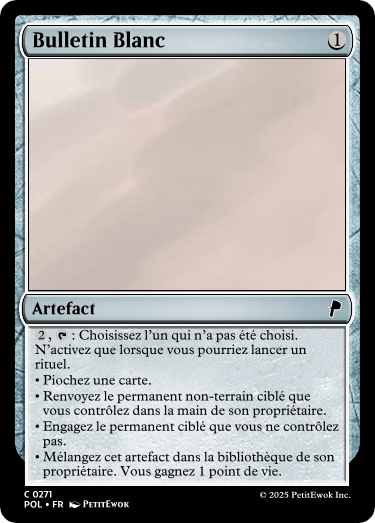 Bulletin Blanc 1
Artefact
2, : Choisissez l'un qui n'a pas été choisi.
N'activez que lorsque vous pourriez lancer un
rituel.
• Piochez une carte.
• Renvoyez le permanent non-terrain ciblé que
vous contrôlez dans la main de son propriétaire.
• Engagez le permanent ciblé que vous ne contrôlez
pas.
• Mélangez cet artefact dans la bibliothèque de son
propriétaire. Vous gagnez 1 point de vie.
C 0271
POL • FR PetitEwok
© 2025 PetitEwok Inc.